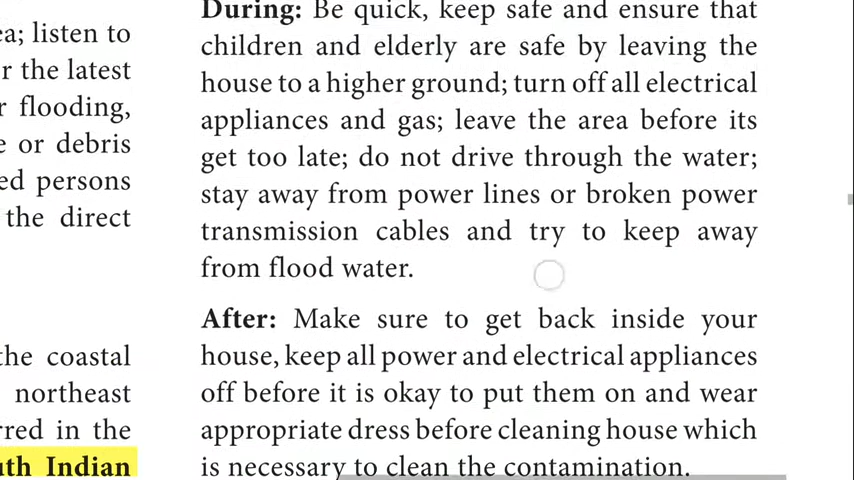 ea; listen to
r the latest
r flooding,
e or debris
ed persons
the direct
the coastal
northeast
rred in the
uth Indian
During: Be quick, keep safe and ensure that
children and elderly are safe by leaving the
house to a higher ground; turn off all electrical
appliances and gas; leave the area before its
get too late; do not drive through the water;
stay away from power lines or broken power
transmission cables and try to keep away
from flood water.
After: Make sure to get back inside your
house, keep all power and electrical appliances
off before it is okay to put them on and wear
appropriate dress before cleaning house which
is necessary to clean the contamination.